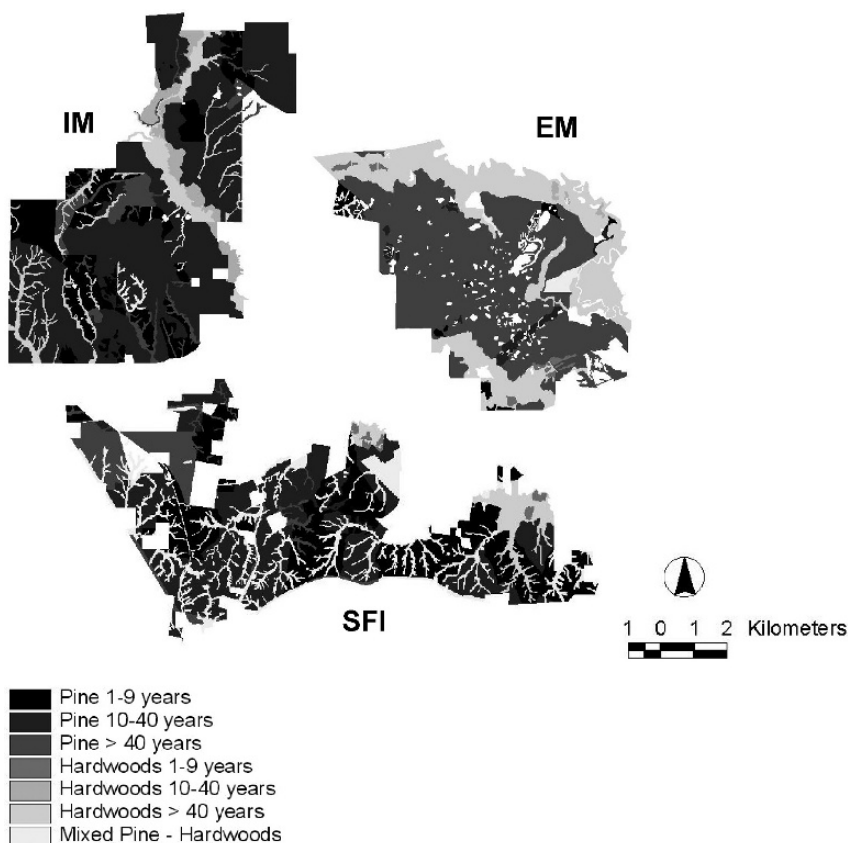 IM
EM
SFI
1 0 1 2 Kilometers
Pine 1-9 years
Pine 10-40 years
Pine > 40 years
Hardwoods 1-9 years
Hardwoods 10-40 years
Hardwoods > 40 years
Mixed Pine - Hardwoods